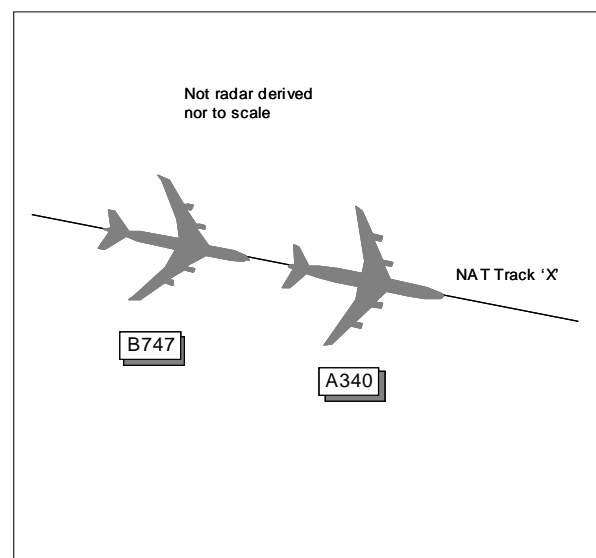 Not radar derived
nor to scale
NAT Track ‘X’
B747
A340